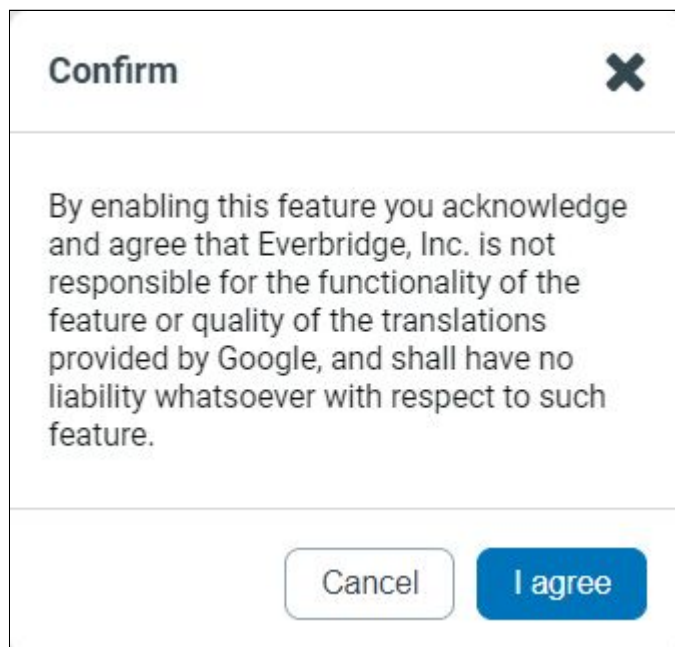 Confirm
By enabling this feature you acknowledge
and agree that Everbridge, Inc. is not
responsible for the functionality of the
feature or quality of the translations
provided by Google, and shall have no
liability whatsoever with respect to such
feature.
Cancel
I agree